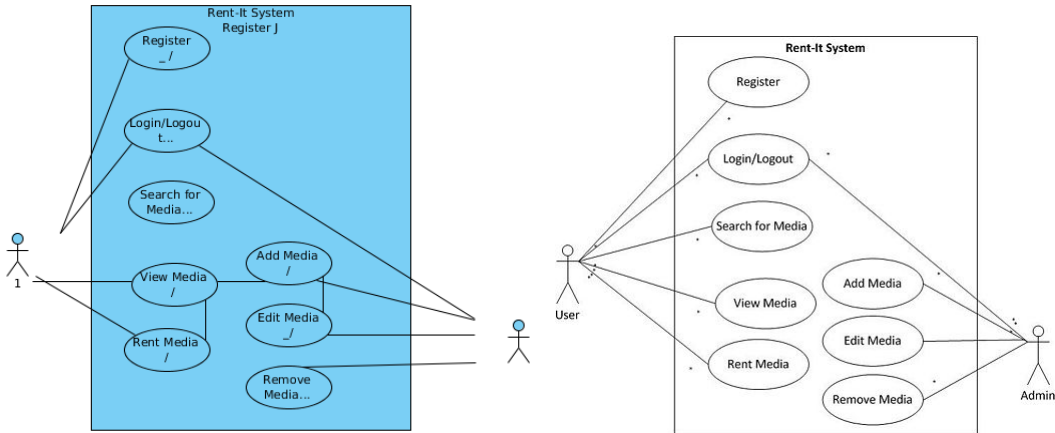 Rent-It System
Register J
Register
_ /
Login/Logou
t...
Search for
Media...
View Media
/
Add Media
/
Edit Media
_/
Rent Media
/
Remove
Media...
1
Rent-It System
Register
Login/Logout
Search for Media
View Media
Add Media
Edit Media
Rent Media
Remove Media
User
Admin